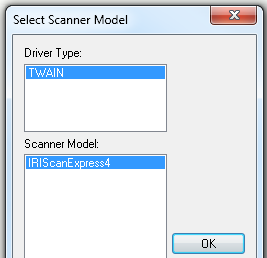 Select Scanner Model
Driver Type:
TWAIN
Scanner Model:
IRIScanExpress4
OK